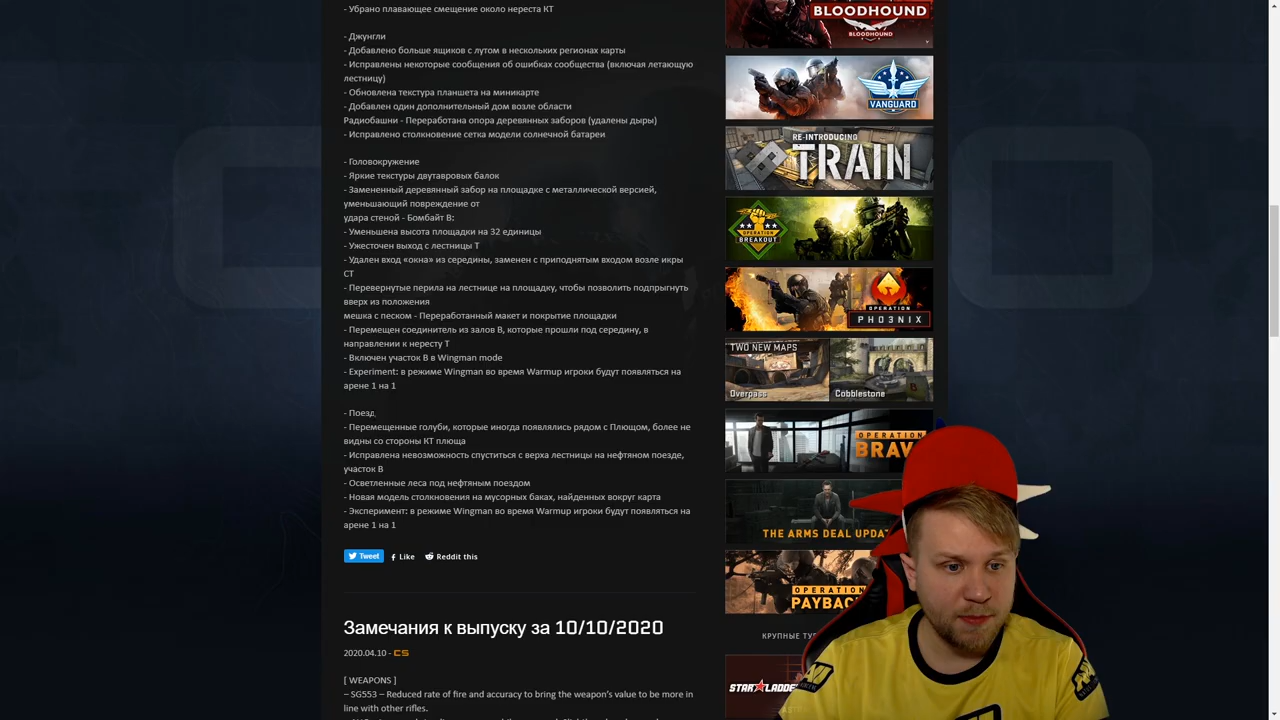 - Убрано плавающее смещение около нереста КТ
- Джунгли
- Добавлено больше ящиков с лутом в нескольких регионах карты
- Исправлены некоторые сообщения об ошибках сообщества (включая летающую
лестницу)
- Обновлена текстура планшета на миникарте
- Добавлен один дополнительный дом возле области
Радиобашни - Переработана опора деревянных заборов (удалены дыры)
- Исправлено столкновение сетка модели солнечной батареи
- Головокружение
- Яркие текстуры двутавровых балок
- Замененный деревянный забор на площадке с металлической версией,
уменьшающий повреждение от
удара стеной - Бомбайт B:
- Уменьшена высота площадки на 32 единицы
- Ужесточен выход с лестницы T
- Удален вход «окна» из середины, заменен с приподнятым входом возле икры
CT
- Перевернутые перила на лестнице на площадку, чтобы позволить подпрыгнуть
вверх из положения
мешка с песком - Переработанный макет и покрытие площадки
- Перемещен соединитель из залов B, которые прошли под середину, в
направлении к нересту T
- Включен участок B в Wingman mode
- Experiment: в режиме Wingman во время Warmup игроки будут появляться на
арене 1 на 1
- Поезд
- Перемещенные голуби, которые иногда появлялись рядом с Плющом, более не
видны со стороны КТ плюща
- Исправлена невозможность спуститься с верха лестницы на нефтяном поезде,
участок B
- Осветленные леса под нефтяным поездом
- Новая модель столкновения на мусорных баках, найденных вокруг карта
- Эксперимент: в режиме Wingman во время Warmup игроки будут появляться на
арене 1 на 1
Tweet Like Reddit this
Замечания к выпуску за 10/10/2020
2020.04.10 - CS
[ WEAPONS ]
– SG553 – Reduced rate of fire and accuracy to bring the weapon's value to be more in
line with other rifles.
BLOODHOUND
BLOODHOUND
VANGUARD
RE-INTRODUCING
TRAIN
OPERATION
BREAKOUT
OPERATION
PHO3NIX
TWO NEW MAPS
Overpass Cobblestone
OPERATION
BRAV
THE ARMS DEAL UPDAT
OPERATION
PAYBACK
КРУПНЫЕ ТУ
STAR LADDE